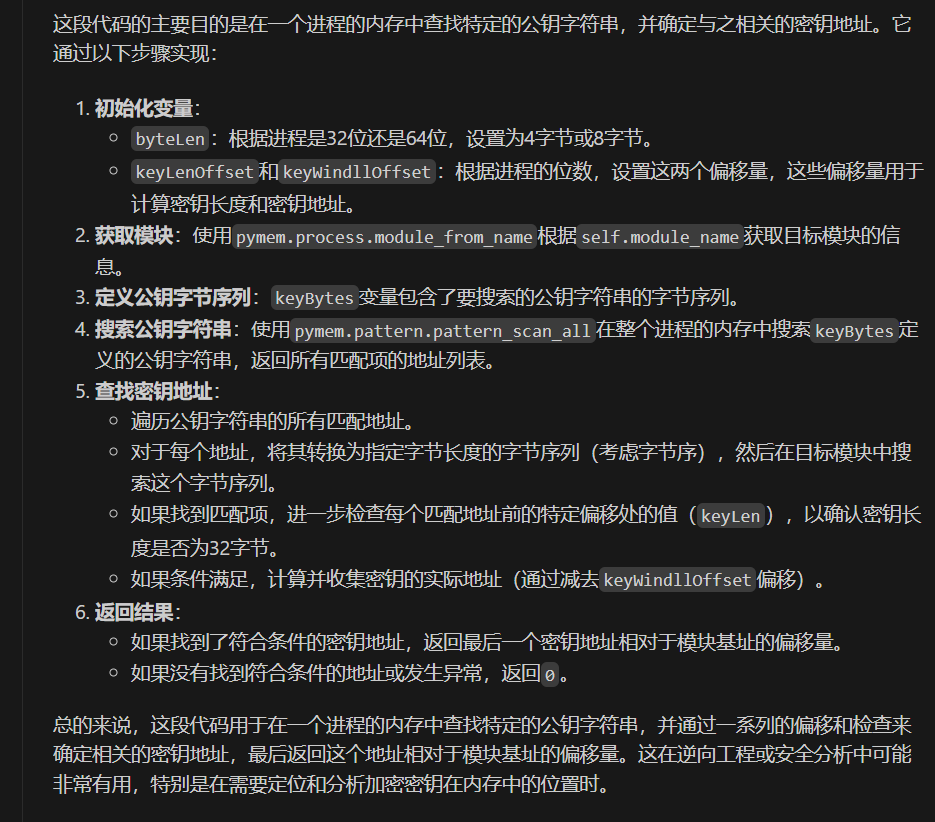 这段代码的主要目的是在一个进程的内存中查找特定的公钥字符串，并确定与之相关的密钥地址。它
通过以下步骤实现：
1. 初始化变量：
byteLen：根据进程是32位还是64位，设置为4字节或8字节。
keyLenOffset和keyWindllOffset：根据进程的位数，设置这两个偏移量，这些偏移量用于
计算密钥长度和密钥地址。
2. 获取模块：使用pymem.process.module_from_name根据self.module_name获取目标模块的信
息。
3. 定义公钥字节序列：keyBytes变量包含了要搜索的公钥字符串的字节序列。
4. 搜索公钥字符串：使用pymem.pattern.pattern_scan_all在整个进程的内存中搜索keyBytes定
义的公钥字符串，返回所有匹配项的地址列表。
5. 查找密钥地址：
遍历公钥字符串的所有匹配地址。
对于每个地址，将其转换为指定字节长度的字节序列（考虑字节序），然后在目标模块中搜
索这个字节序列。
如果找到匹配项，进一步检查每个匹配地址前的特定偏移处的值（keyLen），以确认密钥长
度是否为32字节。
如果条件满足，计算并收集密钥的实际地址（通过减去keyWindllOffset偏移）。
6. 返回结果：
如果找到了符合条件的密钥地址，返回最后一个密钥地址相对于模块基址的偏移量。
如果没有找到符合条件的地址或发生异常，返回0。
总的来说，这段代码用于在一个进程的内存中查找特定的公钥字符串，并通过一系列的偏移和检查来
确定相关的密钥地址，最后返回这个地址相对于模块基址的偏移量。这在逆向工程或安全分析中可能
非常有用，特别是在需要定位和分析加密密钥在内存中的位置时。